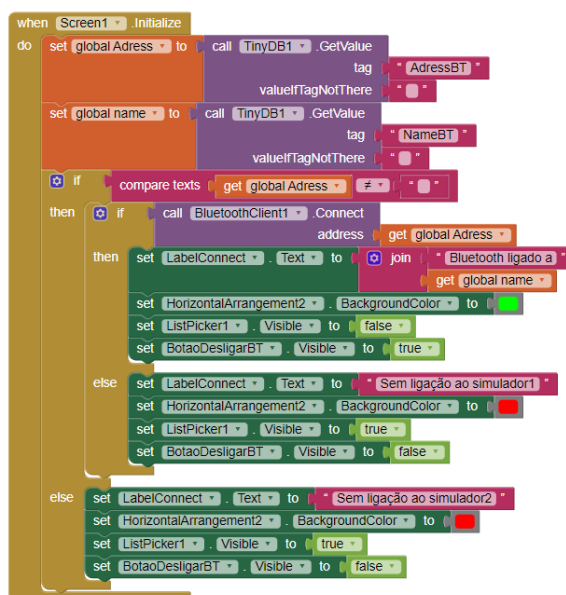 when Screen1 .Initialize
do set global Adress to call TinyDB1 .GetValue
tag " AdressBT "
valueIfTagNotThere " "
set global name to call TinyDB1 .GetValue
tag " NameBT "
valueIfTagNotThere " "
if compare texts get global Adress ≠ " "
then if call BluetoothClient1 .Connect
address get global Adress
then set LabelConnect . Text to join " Bluetooth ligado a "
get global name
set HorizontalArrangement2 . BackgroundColor to
set ListPicker1 . Visible to false
set BotaoDesligarBT . Visible to true
else set LabelConnect . Text to " Sem ligação ao simulador1 "
set HorizontalArrangement2 . BackgroundColor to
set ListPicker1 . Visible to true
set BotaoDesligarBT . Visible to false
else set LabelConnect . Text to " Sem ligação ao simulador2 "
set HorizontalArrangement2 . BackgroundColor to
set ListPicker1 . Visible to true
set BotaoDesligarBT . Visible to false